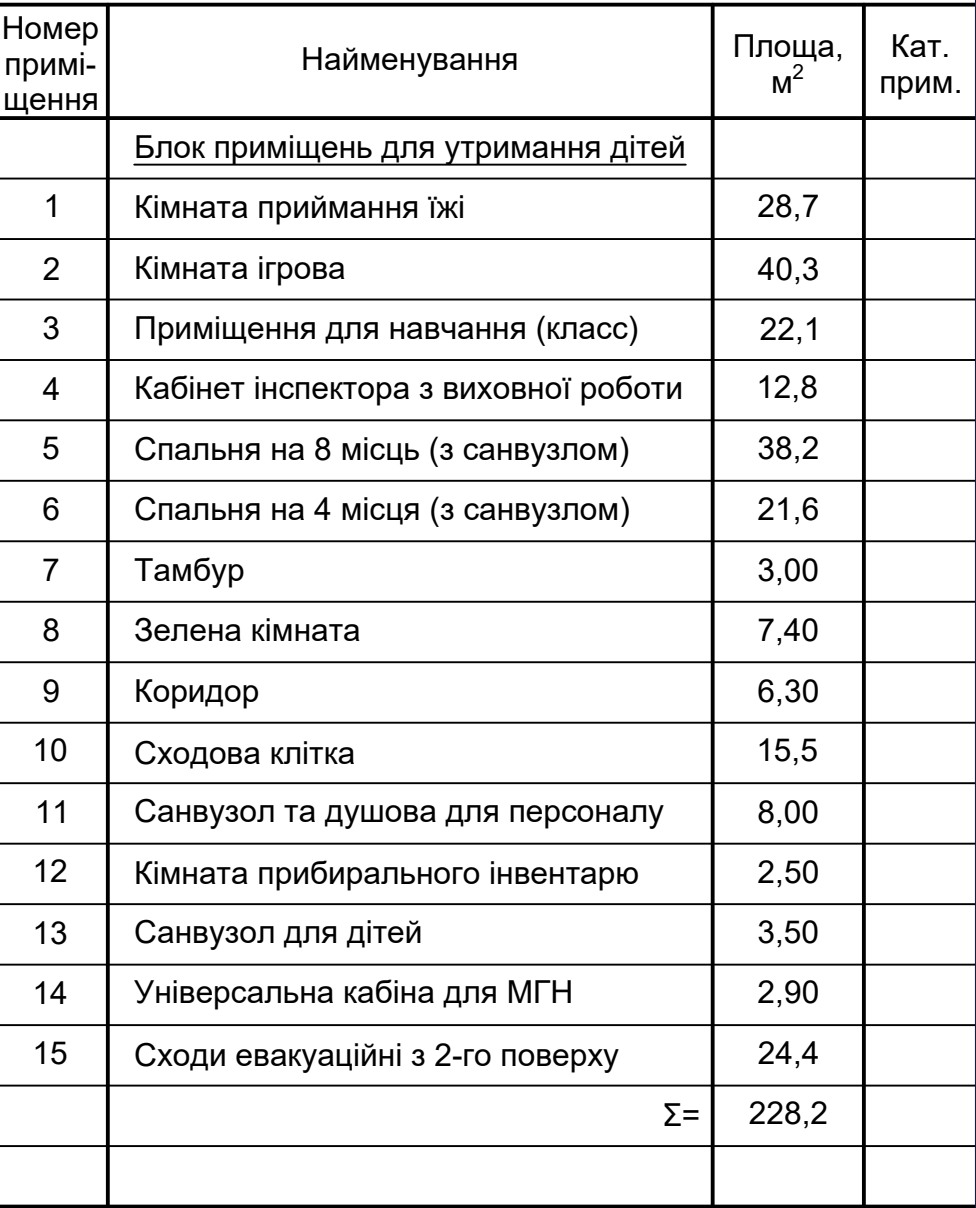 Номер примі- щення Найменування Площа, м² Кат. прим.
Блок приміщень для утримання дітей
1 Кімната приймання їжі 28,7
2 Кімната ігрова 40,3
3 Приміщення для навчання (класс) 22,1
4 Кабінет інспектора з виховної роботи 12,8
5 Спальня на 8 місць (з санвузлом) 38,2
6 Спальня на 4 місця (з санвузлом) 21,6
7 Тамбур 3,00
8 Зелена кімната 7,40
9 Коридор 6,30
10 Сходова клітка 15,5
11 Санвузол та душова для персоналу 8,00
12 Кімната прибирального інвентарю 2,50
13 Санвузол для дітей 3,50
14 Універсальна кабіна для МГН 2,90
15 Сходи евакуаційні з 2-го поверху 24,4
Σ= 228,2